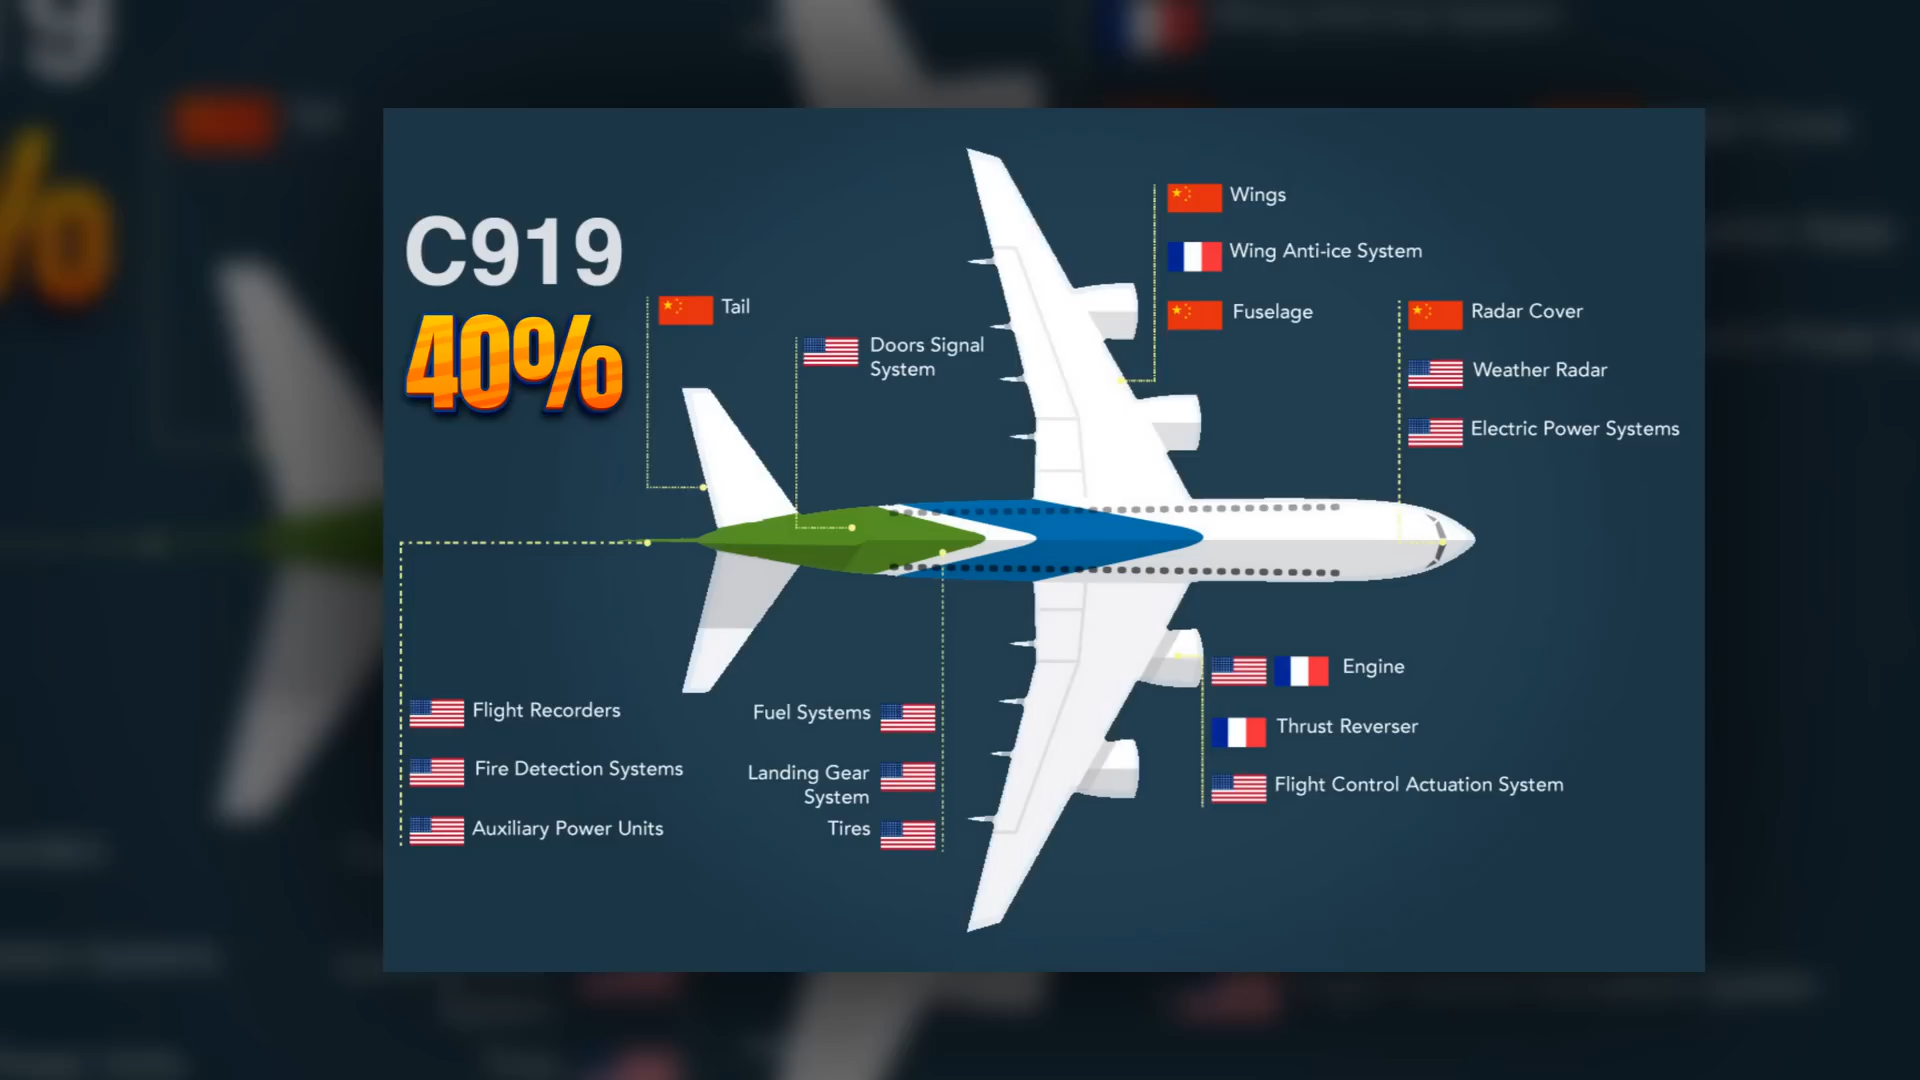 C919
40%
Tail
Doors Signal
System
Wings
Wing Anti-ice System
Fuselage
Radar Cover
Weather Radar
Electric Power Systems
Flight Recorders
Fire Detection Systems
Auxiliary Power Units
Fuel Systems
Landing Gear
System
Tires
Engine
Thrust Reverser
Flight Control Actuation System